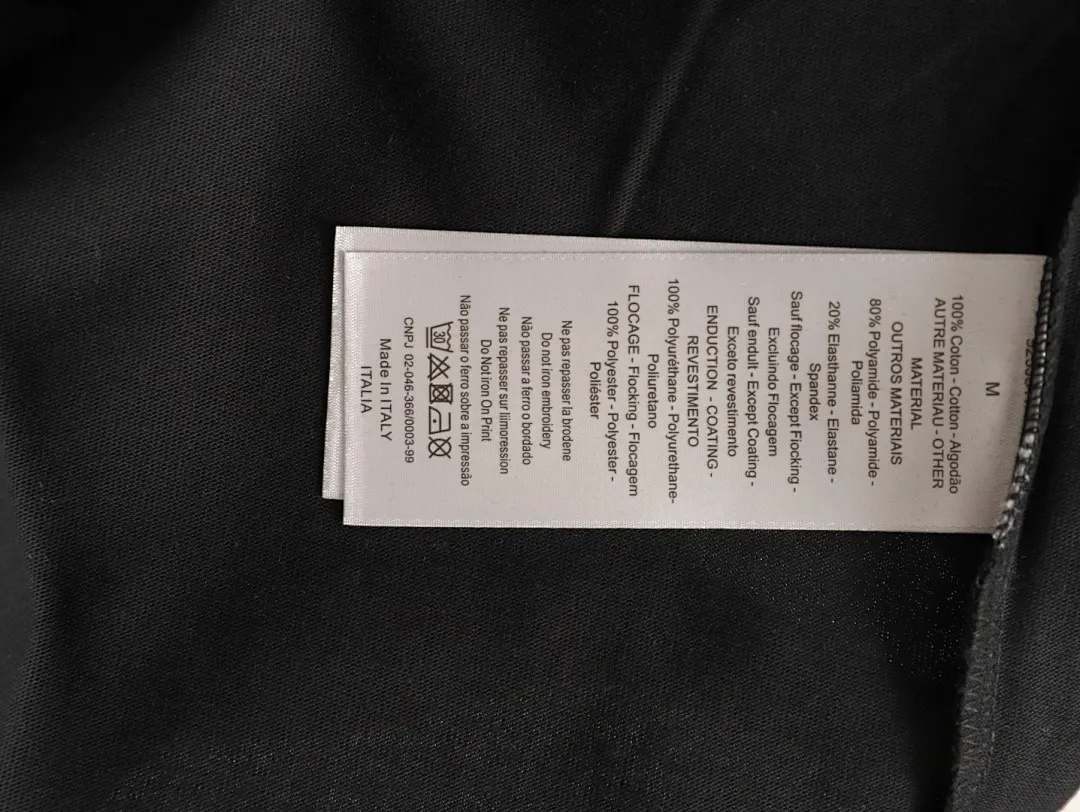 M
100% Coton - Cotton - Algodão
AUTRE MATERIAU - OTHER
MATERIAL
OUTROS MATERIAIS
80% Polyamide - Polyamide -
Poliamida
20% Elasthanne - Elastane -
Spandex
Sauf flocage - Except Flocking -
Excluindo Flocagem
Sauf enduit - Except Coating -
Exceto revestimento
ENDUCTION - COATING -
REVESTIMENTO
100% Polyuréthane - Polyurethane-
Poliuretano
FLOCAGE - Flocking - Flocagem
100% Polyester - Polyester -
Poliéster
Ne pas repasser la brodene
Do not iron embroidery
Não passar a ferro bordado
Ne pas repasser sur Iimoression
Do Not iron On Print
Não passar o ferro sobre a impressão
30
CNPJ 02-046-366/0003-99
Made In ITALY
ITALIA